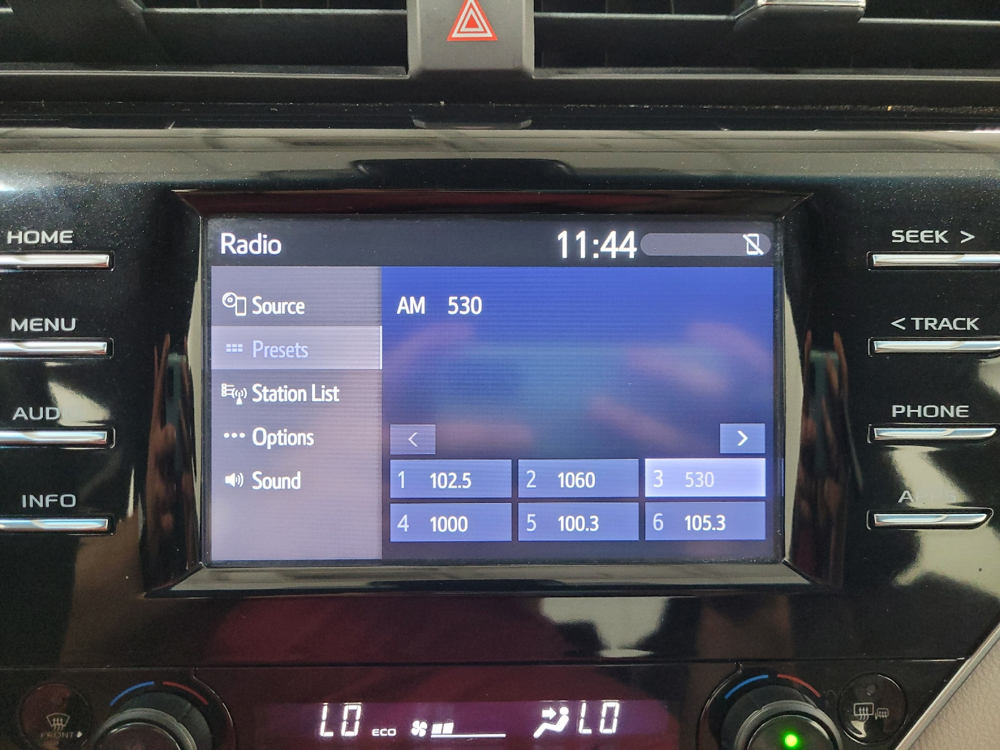 Radio 11:44
HOME
SEEK >
Source
AM 530
MENU
< TRACK
Presets
Station List
AUD
PHONE
Options
< >
Sound
1 102.5 2 1060 3 530
INFO
4 1000 5 100.3 6 105.3
LO ECO LO
FRONT